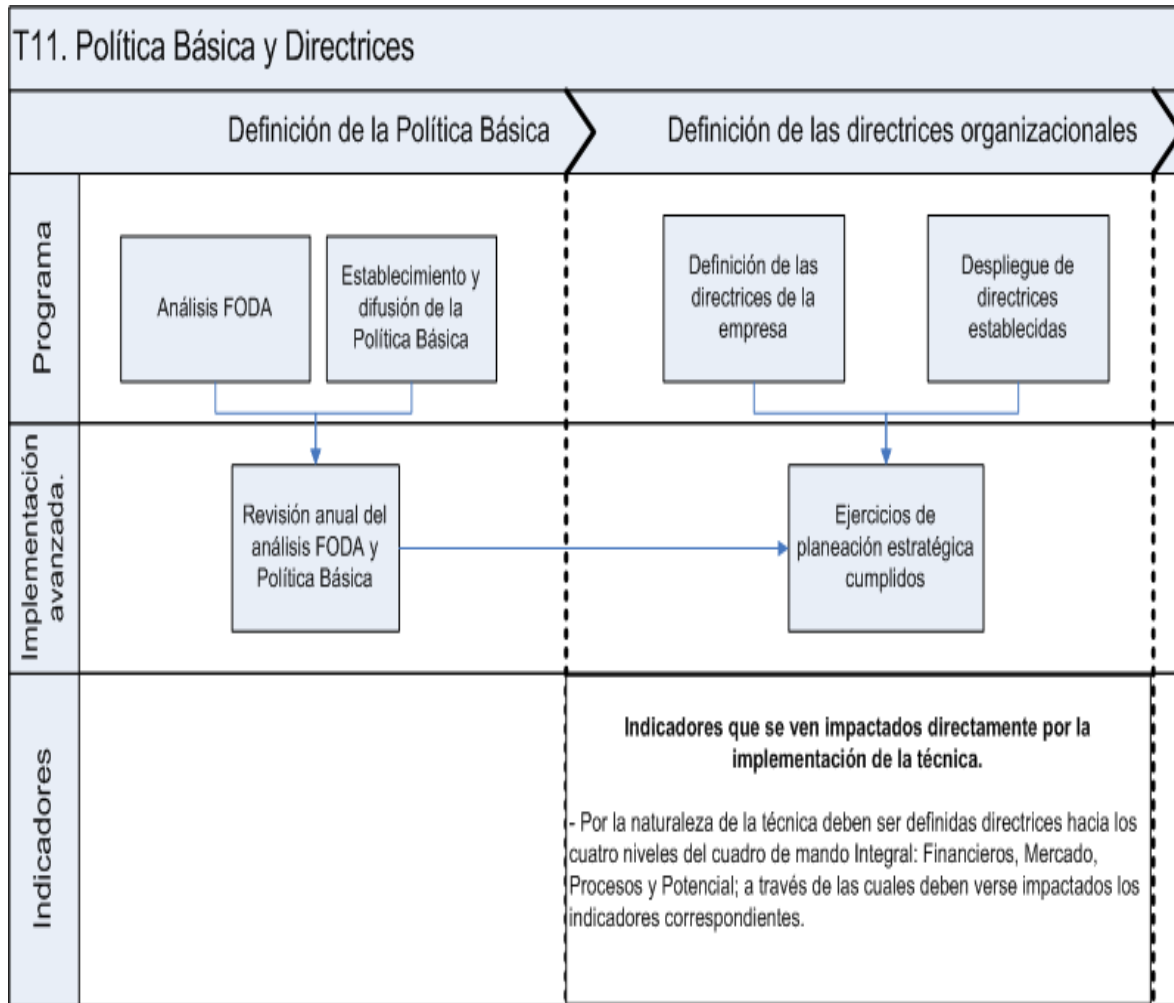 T11. Política Básica y Directrices
Definición de la Política Básica
Definición de las directrices organizacionales
Programa
Análisis FODA
Establecimiento y
difusión de la
Política Básica
Definición de las
directrices de la
empresa
Despliegue de
directrices
establecidas
Implementación
avanzada.
Revisión anual del
análisis FODA y
Política Básica
Ejercicios de
planeación estratégica
cumplidos
Indicadores
Indicadores que se ven impactados directamente por la
implementación de la técnica.
- Por la naturaleza de la técnica deben ser definidas directrices hacia los
cuatro niveles del cuadro de mando Integral: Financieros, Mercado,
Procesos y Potencial; a través de las cuales deben verse impactados los
indicadores correspondientes.